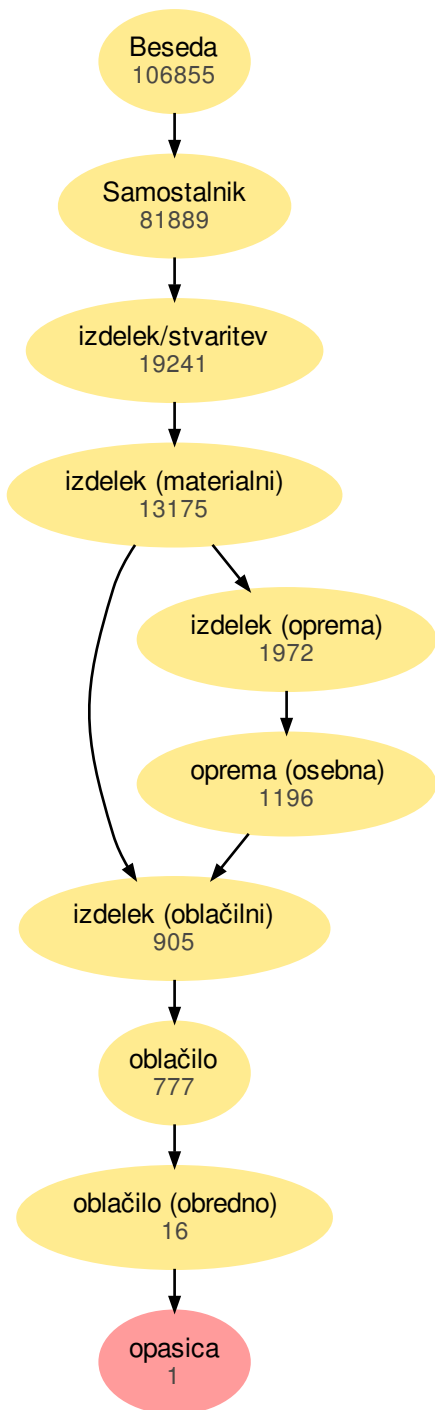 Beseda
106855
Samostalnik
81889
izdelek/stvaritev
19241
izdelek (materialni)
13175
izdelek (oprema)
1972
oprema (osebna)
1196
izdelek (oblačilni)
905
oblačilo
777
oblačilo (obredno)
16
opasica
1